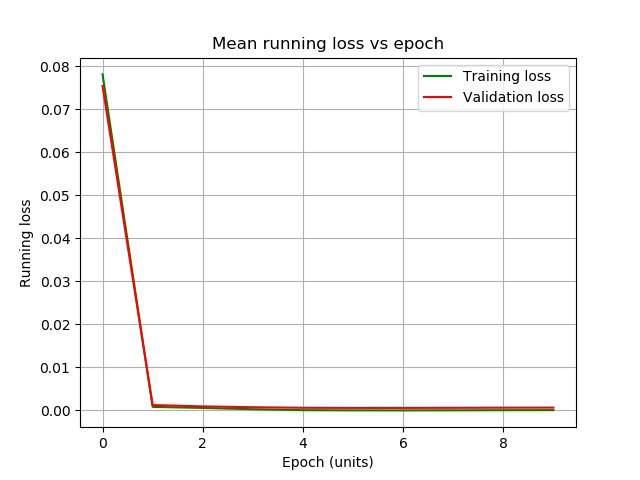 Mean running loss vs epoch
Training loss
Validation loss
Running loss
0.08
0.07
0.06
0.05
0.04
0.03
0.02
0.01
0.00
0 2 4 6 8
Epoch (units)